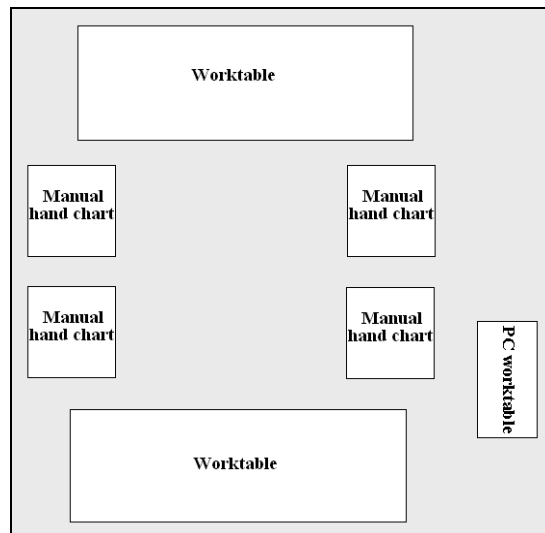 Worktable
Manual
hand chart
Manual
hand chart
Manual
hand chart
Manual
hand chart
PC worktable
Worktable